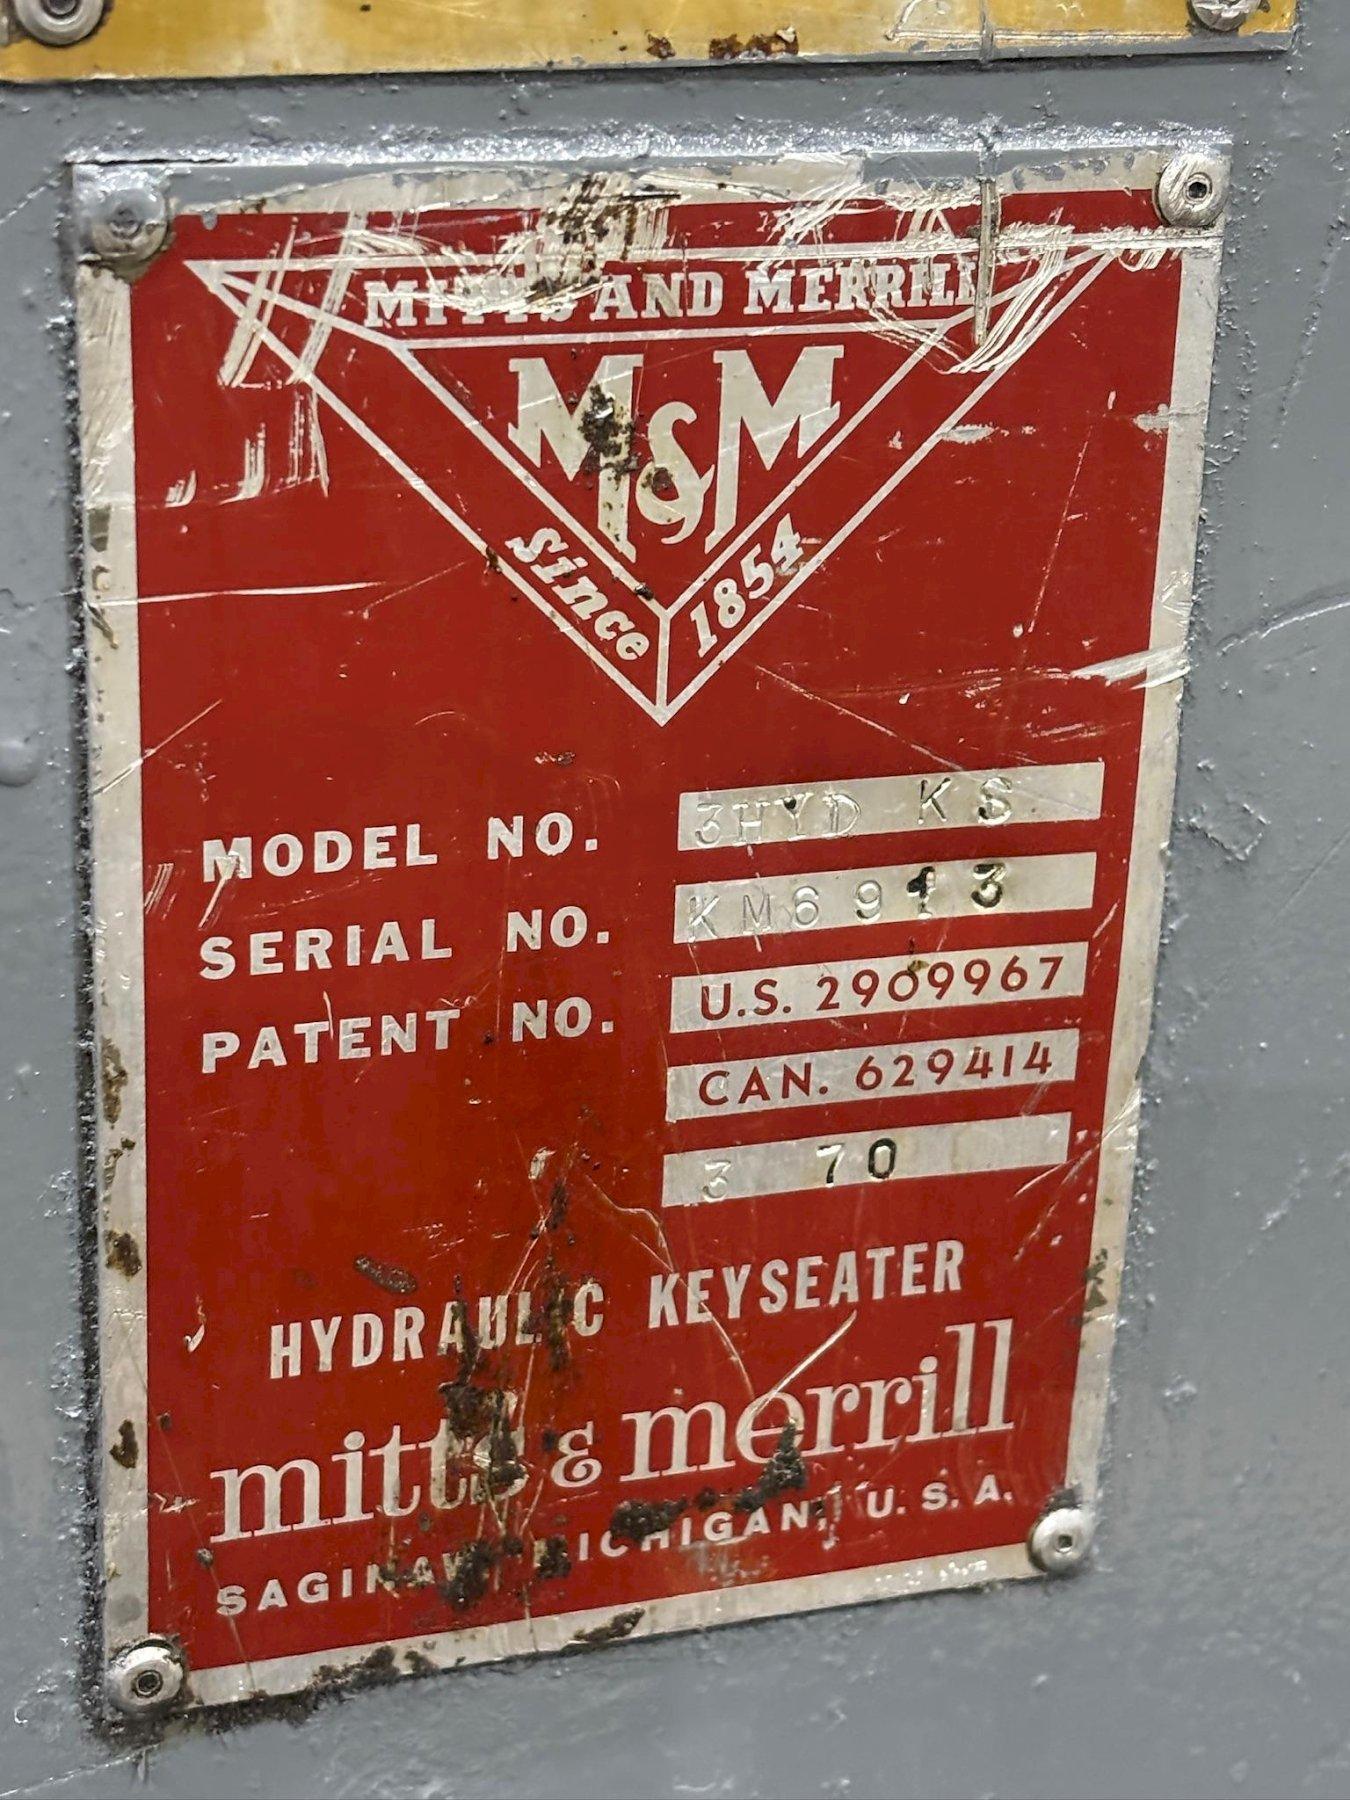 MITTS AND MERRILL
M&M
Since 1854
MODEL NO. 3HYD KS
SERIAL NO. KM6913
PATENT NO. U.S. 2909967
CAN. 629414
3 70
HYDRAULIC KEYSEATER
mitts & merrill
SAGINAW, MICHIGAN, U. S. A.